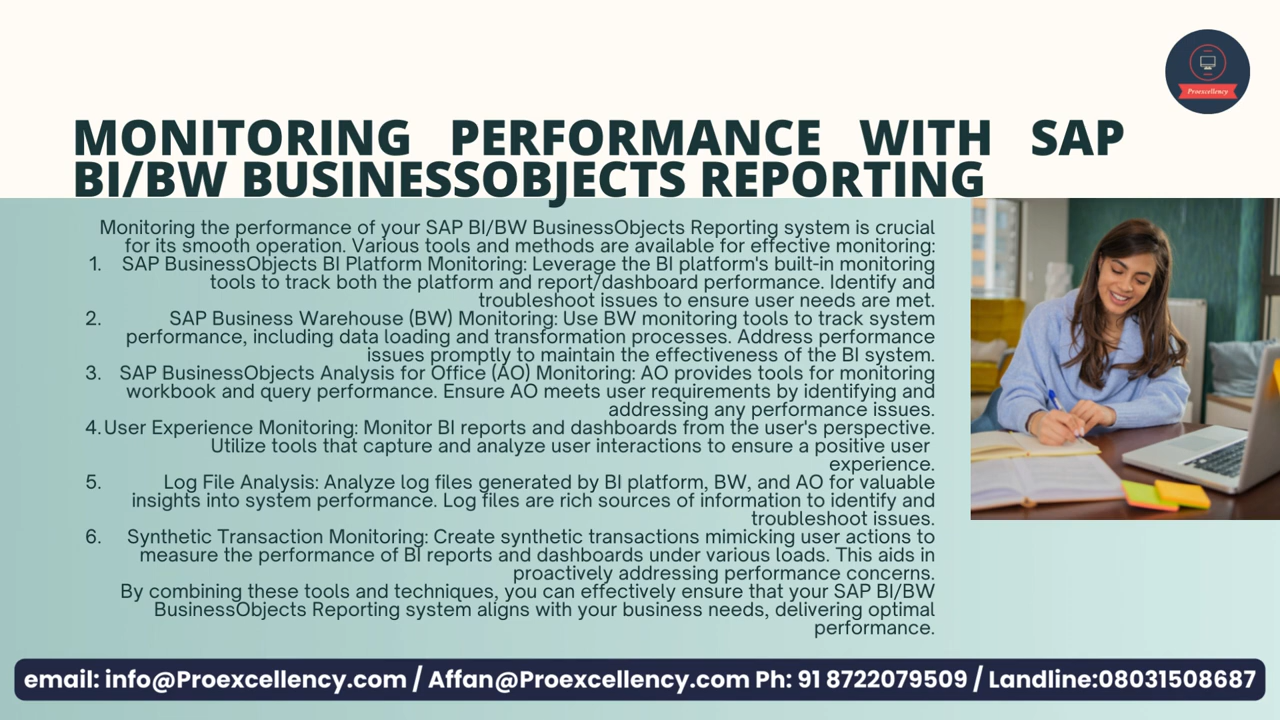 Proexcellency
MONITORING PERFORMANCE WITH SAP
BI/BW BUSINESSOBJECTS REPORTING
Monitoring the performance of your SAP BI/BW BusinessObjects Reporting system is crucial
for its smooth operation. Various tools and methods are available for effective monitoring:
1. SAP BusinessObjects BI Platform Monitoring: Leverage the BI platform's built-in monitoring
tools to track both the platform and report/dashboard performance. Identify and
troubleshoot issues to ensure user needs are met.
2. SAP Business Warehouse (BW) Monitoring: Use BW monitoring tools to track system
performance, including data loading and transformation processes. Address performance
issues promptly to maintain the effectiveness of the BI system.
3. SAP BusinessObjects Analysis for Office (AO) Monitoring: AO provides tools for monitoring
workbook and query performance. Ensure AO meets user requirements by identifying and
addressing any performance issues.
4. User Experience Monitoring: Monitor BI reports and dashboards from the user's perspective.
Utilize tools that capture and analyze user interactions to ensure a positive user
experience.
5. Log File Analysis: Analyze log files generated by BI platform, BW, and AO for valuable
insights into system performance. Log files are rich sources of information to identify and
troubleshoot issues.
6. Synthetic Transaction Monitoring: Create synthetic transactions mimicking user actions to
measure the performance of BI reports and dashboards under various loads. This aids in
proactively addressing performance concerns.
By combining these tools and techniques, you can effectively ensure that your SAP BI/BW
BusinessObjects Reporting system aligns with your business needs, delivering optimal
performance.
email: info@Proexcellency.com / Affan@Proexcellency.com Ph: 91 8722079509 / Landline:08031508687